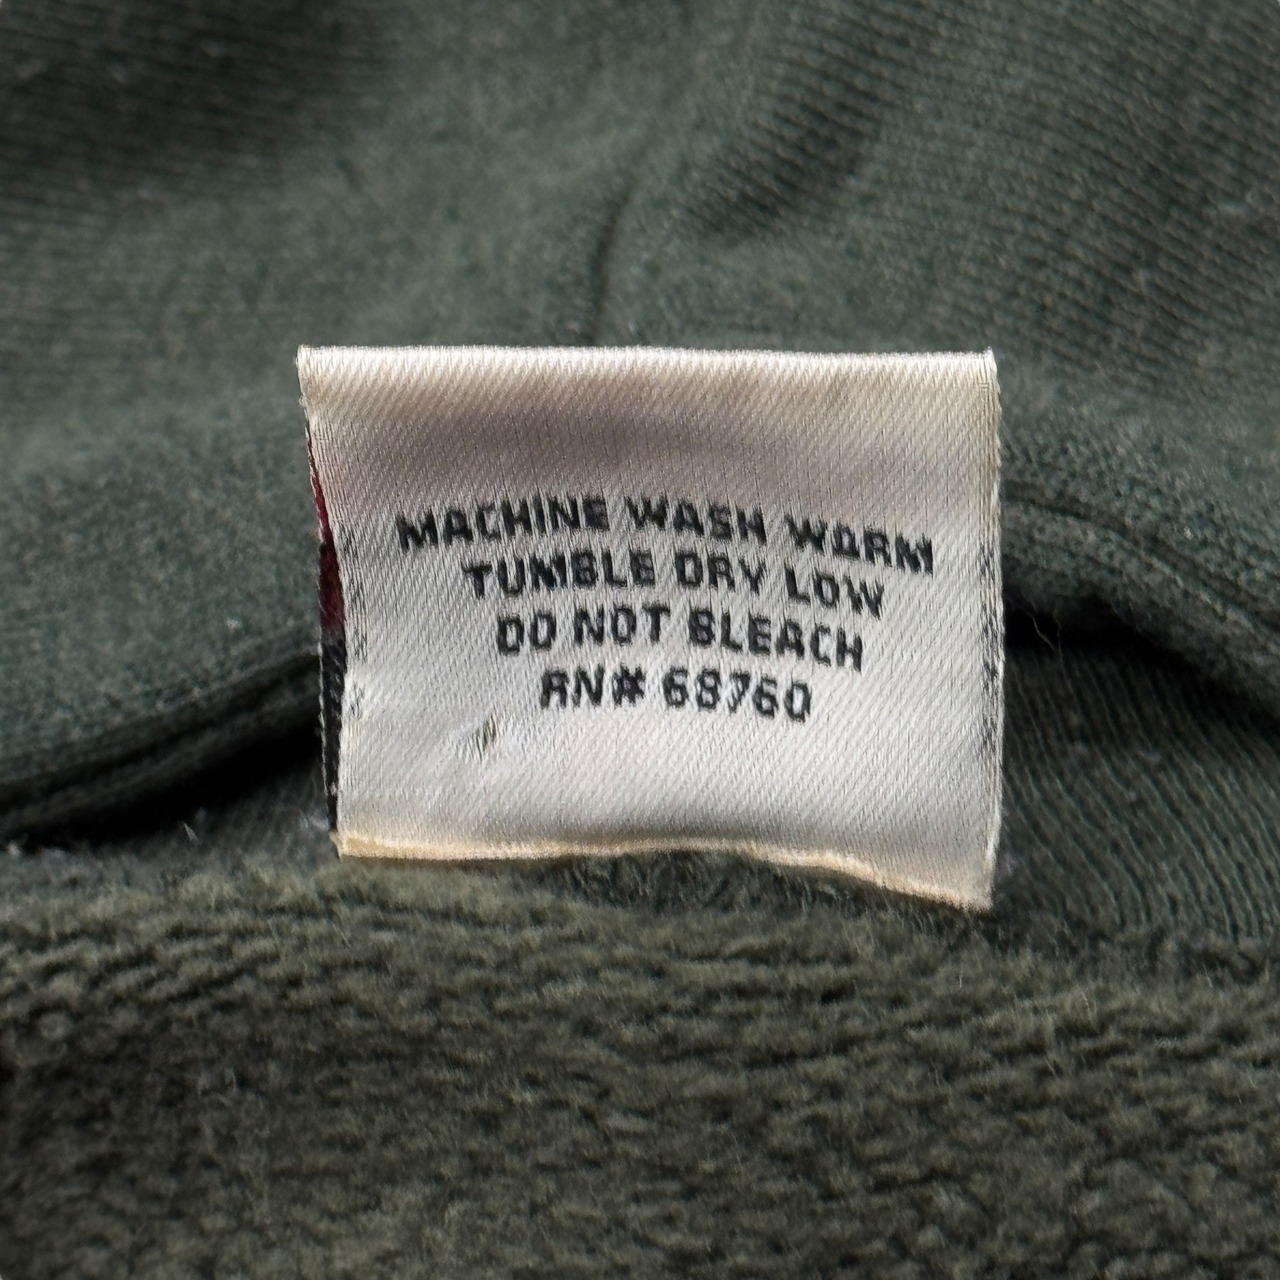 MACHINE WASH WARM
TUMBLE DRY LOW
DO NOT BLEACH
RN# 68760